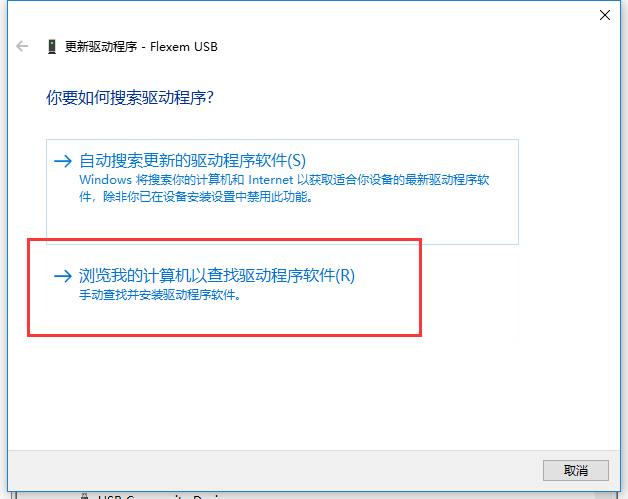 更新驱动程序 - Flexem USB
你要如何搜索驱动程序？
自动搜索更新的驱动程序软件(S)
Windows 将搜索你的计算机和 Internet 以获取适合你设备的最新驱动程序软
件，除非你已在设备安装设置中禁用此功能。
浏览我的计算机以查找驱动程序软件(R)
手动查找并安装驱动程序软件。
取消